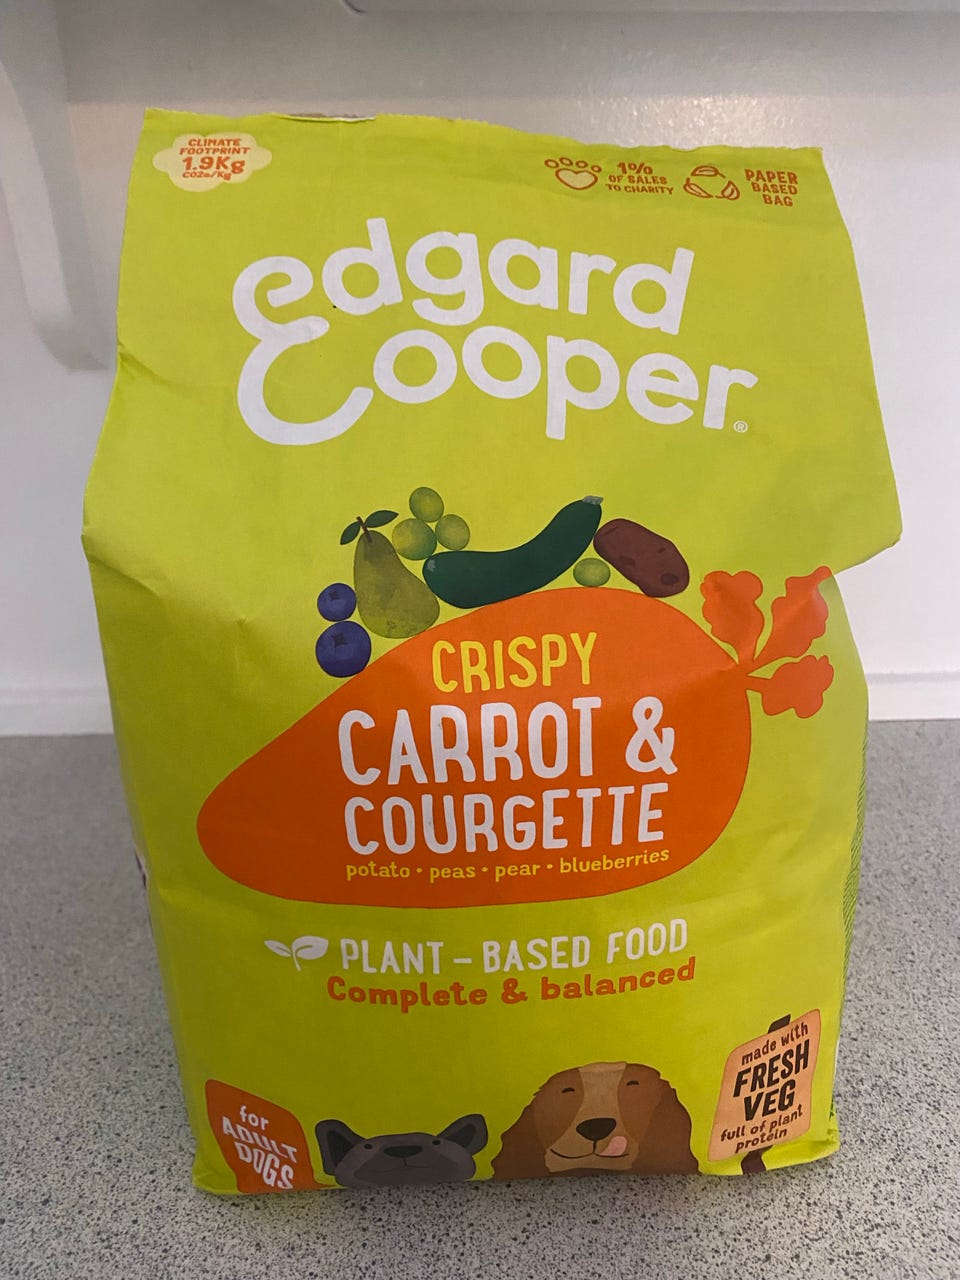 CLIMATE
FOOTPRINT
1.9Kg
CO2e/Kg
1%
OF SALES
TO CHARITY
PAPER
BASED
BAG
edgard
Cooper®
CRISPY
CARROT &
COURGETTE
potato • peas • pear • blueberries
PLANT-BASED FOOD
Complete & balanced
for
ADULT
DOGS
made with
FRESH
VEG
full of plant
protein